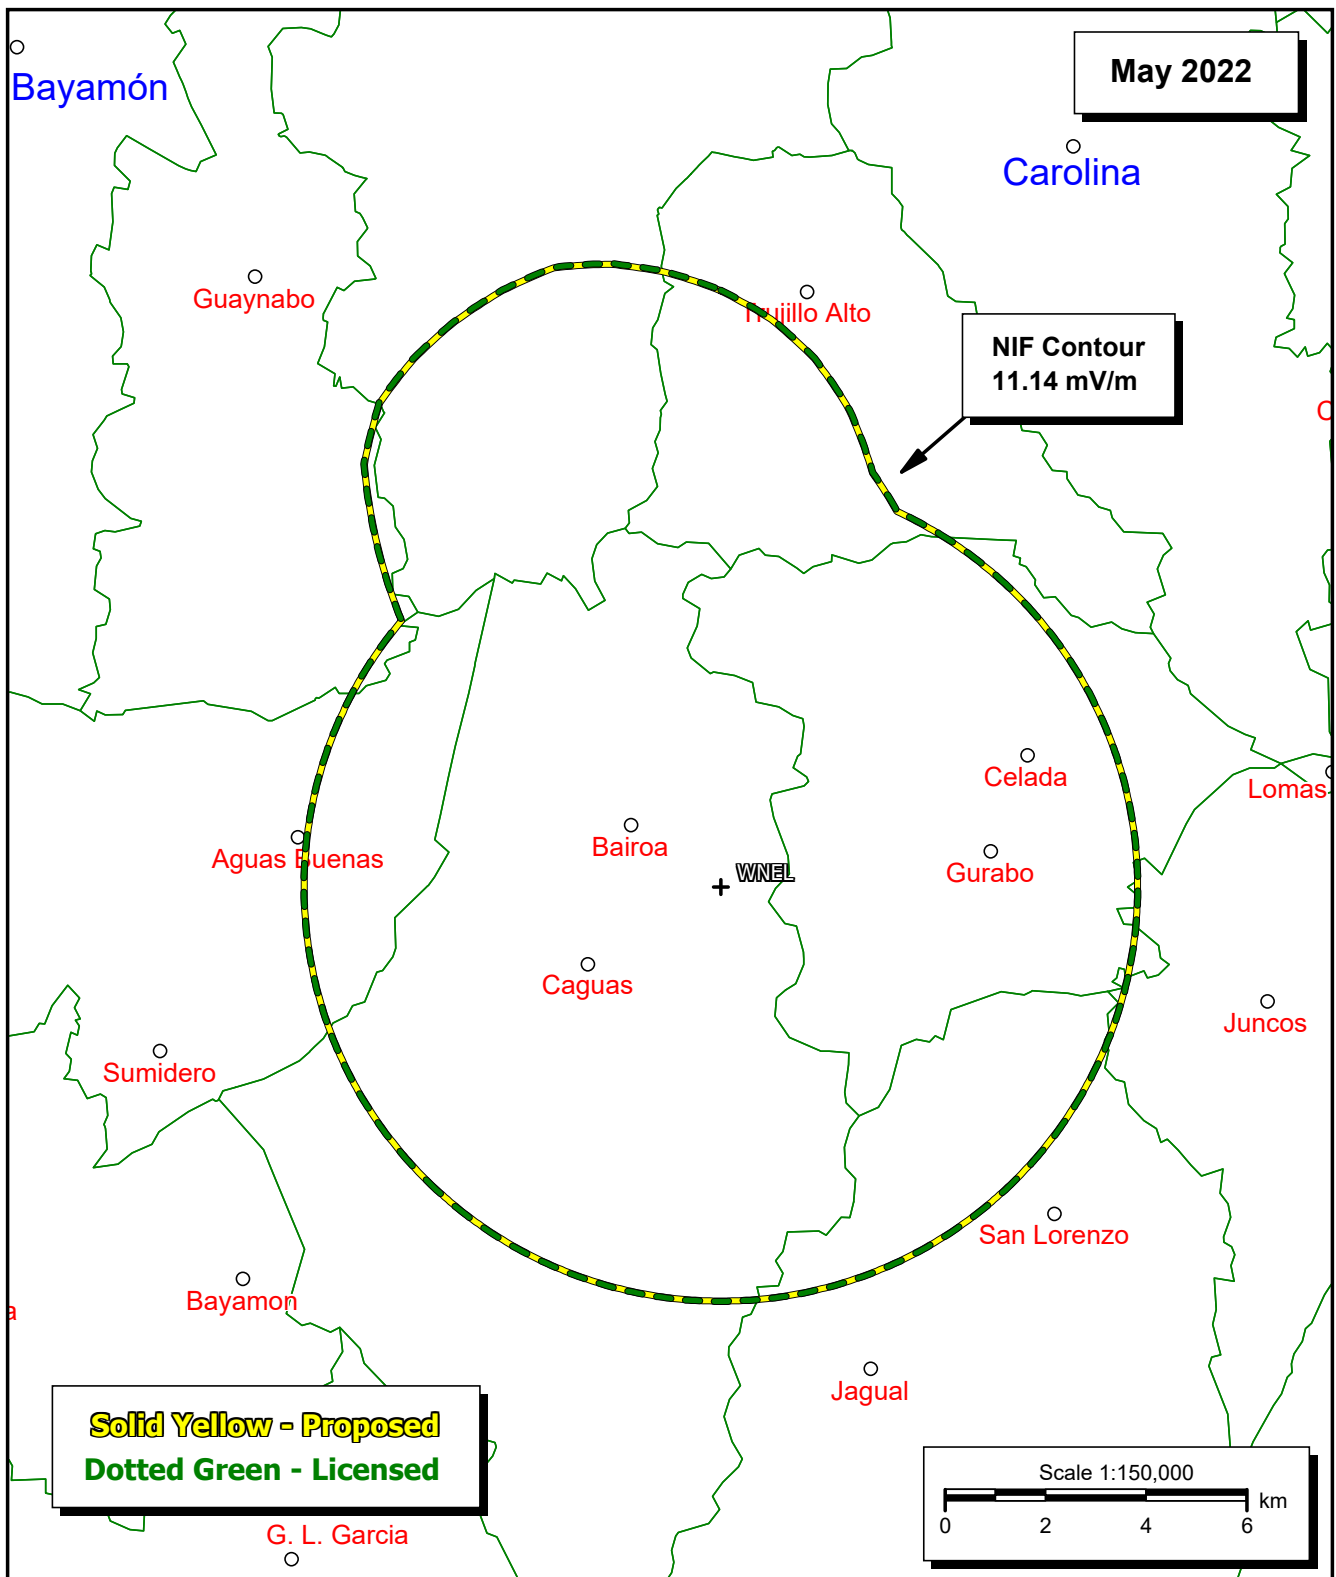 May 2022
Bayamón
Carolina
Guaynabo
Trujillo Alto
NIF Contour
11.14 mV/m
Celada
Lomas
Bairoa
Aguas Buenas
WNEL
Gurabo
Caguas
Juncos
Sumidero
San Lorenzo
Bayamon
a
Jagual
Solid Yellow - Proposed
Dotted Green - Licensed
Scale 1:150,000
km
0 2 4 6
G. L. Garcia